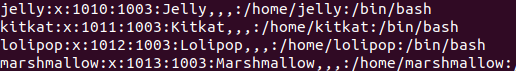 jelly:x:1010:1003:Jelly,,,:/home/jelly:/bin/bash
kitkat:x:1011:1003:Kitkat,,,:/home/kitkat:/bin/bash
lolipop:x:1012:1003:Lolipop,,,:/home/lolipop:/bin/bash
marshmallow:x:1013:1003:Marshmallow,,,:/home/marshmallow:/